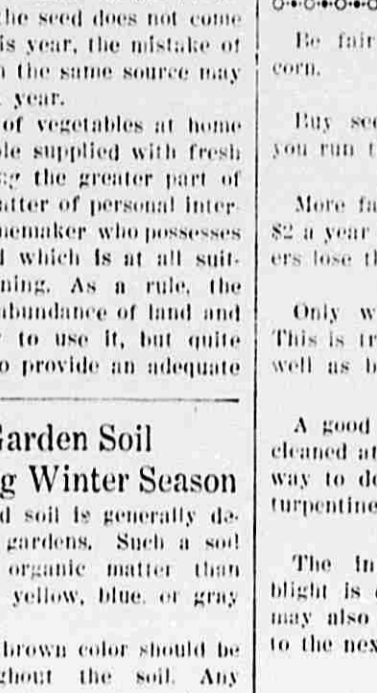 the seed does not come
is year, the mistake of
the same source may
year.
of vegetables at home
ble supplied with fresh
the greater part of
atter of personal inter-
nemaker who possesses
d which is at all suit-
ning. As a rule, the
abundance of land and
to use it, but quite
o provide an adequate
Garden Soil
g Winter Season
d soil is generally de-
gardens. Such a soil
organic matter than
yellow, blue, or gray
brown color should be
ghout the soil. Any
Be fair
corn.
Buy see
you run t
More fa
$2 a year
ers lose th
Only w
This is tr
well as b
A good
cleaned at
way to de
turpentine
The In
blight is
may also
to the nex